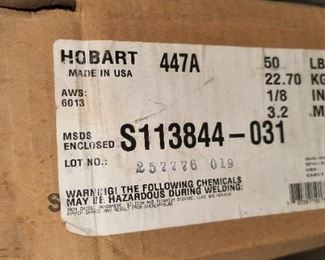 HOBART 447A 50 LB
MADE IN USA 22.70 KG
AWS: 1/8 IN
6013 3.2 M
MSDS
ENCLOSED S113844-031
LOT NO.: 257776 019
WARNING! THE FOLLOWING CHEMICALS
MAY BE HAZARDOUS DURING WELDING: